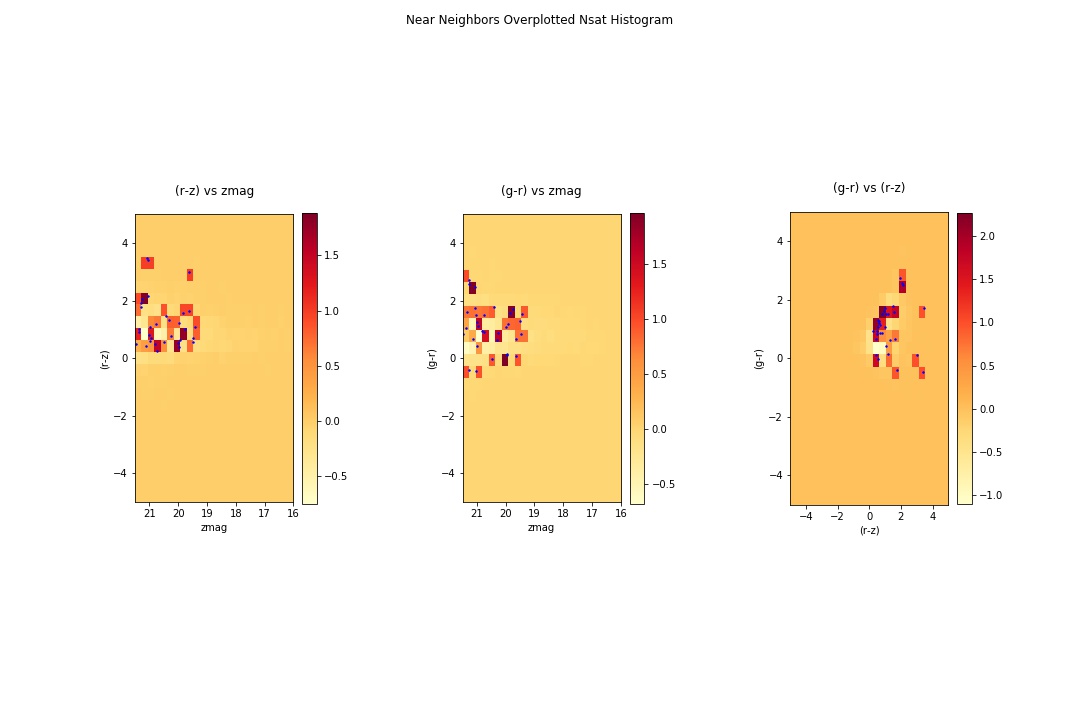 Near Neighbors Overplotted Nsat Histogram
(r-z) vs zmag
4
2
0
−2
−4
(r-z)
21 20 19 18 17 16
zmag
1.5
1.0
0.5
0.0
−0.5
(g-r) vs zmag
4
2
0
−2
−4
(g-r)
21 20 19 18 17 16
zmag
1.5
1.0
0.5
0.0
−0.5
(g-r) vs (r-z)
4
2
0
−2
−4
(g-r)
−4 −2 0 2 4
(r-z)
2.0
1.5
1.0
0.5
0.0
−0.5
−1.0